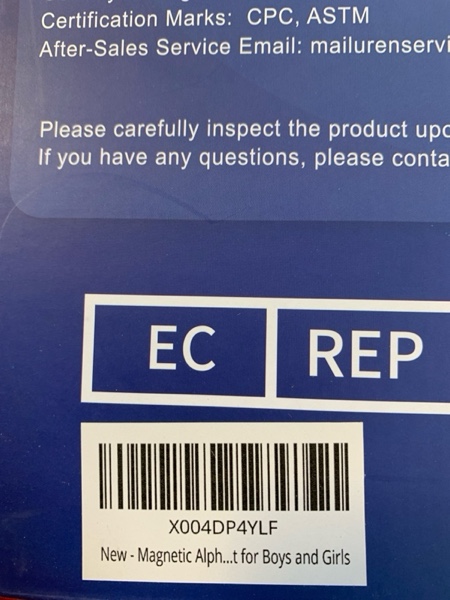 Certification Marks: CPC, ASTM
After-Sales Service Email: mailurenservi
Please carefully inspect the product upo
If you have any questions, please conta
EC REP
X004DP4YLF
New - Magnetic Alph...t for Boys and Girls